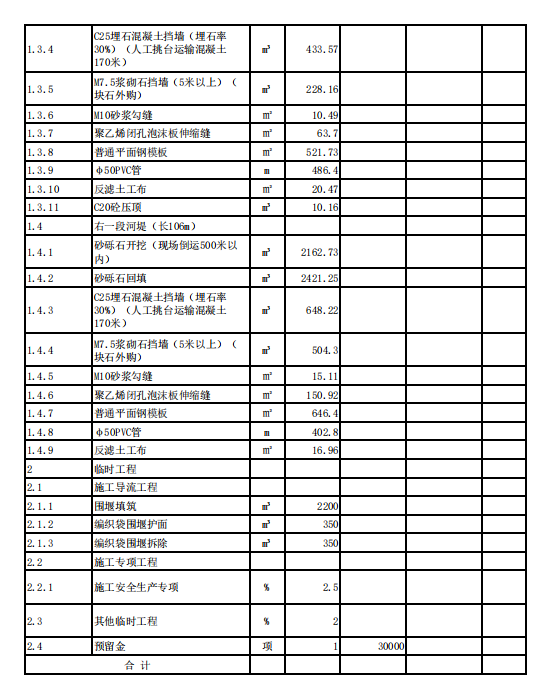 1.3.4 C25埋石混凝土挡墙（埋石率30%）（人工挑台运输混凝土170米） m³ 433.57
1.3.5 M7.5浆砌石挡墙（5米以上）（块石外购） m³ 228.16
1.3.6 M10砂浆勾缝 m² 10.49
1.3.7 聚乙烯闭孔泡沫板伸缩缝 m² 63.7
1.3.8 普通平面钢模板 m² 521.73
1.3.9 φ50PVC管 m 486.4
1.3.10 反滤土工布 m² 20.47
1.3.11 C20砼压顶 m³ 10.16
1.4 右一段河堤（长106m）
1.4.1 砂砾石开挖（现场倒运500米以内） m³ 2162.73
1.4.2 砂砾石回填 m³ 2421.25
1.4.3 C25埋石混凝土挡墙（埋石率30%）（人工挑台运输混凝土170米） m³ 648.22
1.4.4 M7.5浆砌石挡墙（5米以上）（块石外购） m³ 504.3
1.4.5 M10砂浆勾缝 m² 15.11
1.4.6 聚乙烯闭孔泡沫板伸缩缝 m² 150.92
1.4.7 普通平面钢模板 m² 646.4
1.4.8 φ50PVC管 m 402.8
1.4.9 反滤土工布 m² 16.96
2 临时工程
2.1 施工导流工程
2.1.1 围堰填筑 m³ 2200
2.1.2 编织袋围堰护面 m³ 350
2.1.3 编织袋围堰拆除 m³ 350
2.2 施工专项工程
2.2.1 施工安全生产专项 % 2.5
2.3 其他临时工程 % 2
2.4 预留金 项 1 30000
合 计